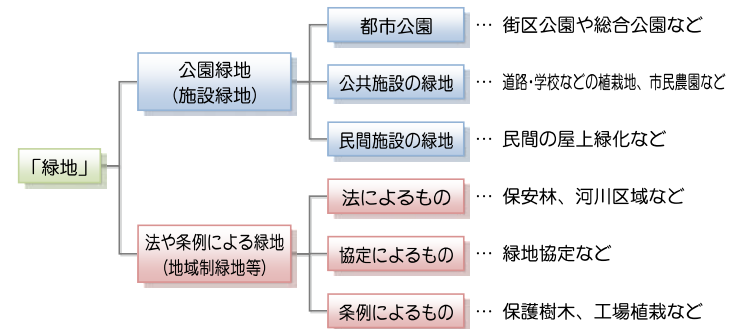 「緑地」
公園緑地
（施設緑地）
都市公園 … 街区公園や総合公園など
公共施設の緑地 … 道路・学校などの植栽地、市民農園など
民間施設の緑地 … 民間の屋上緑化など
法や条例による緑地
（地域制緑地等）
法によるもの … 保安林、河川区域など
協定によるもの … 緑地協定など
条例によるもの … 保護樹木、工場植栽など